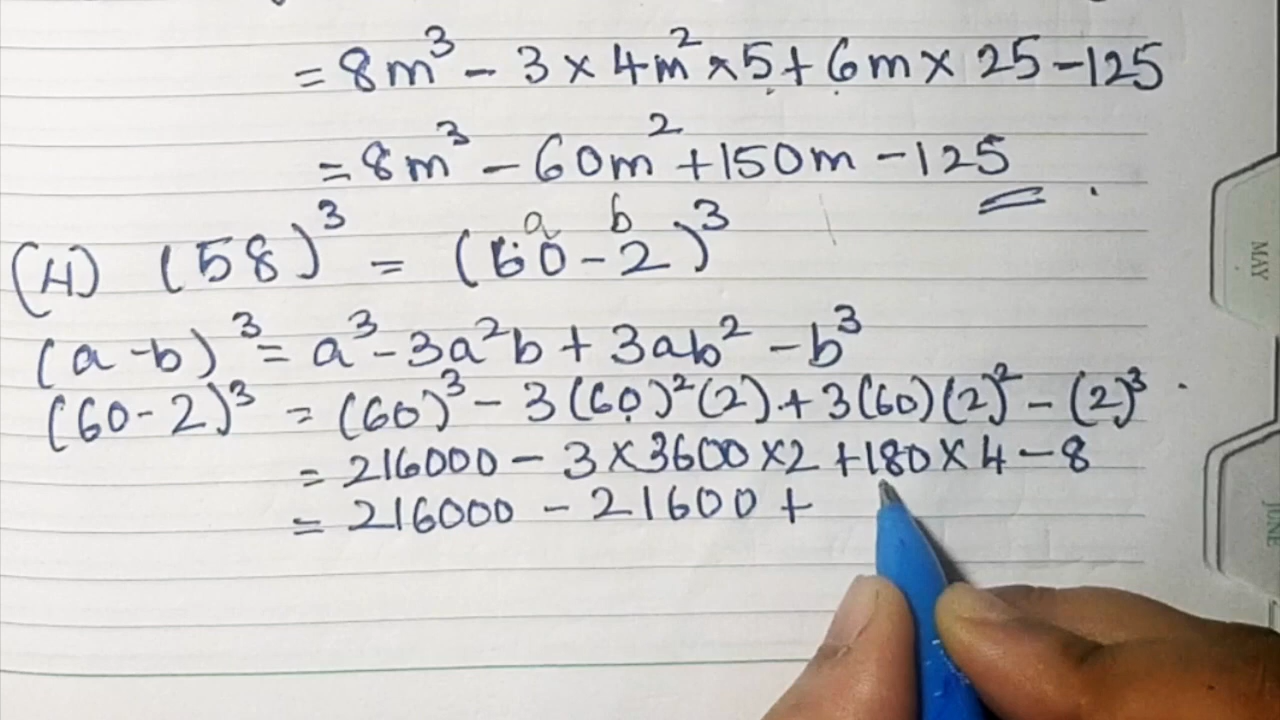 = 8m³ - 3 × 4m² × 5 + 6m × 25 - 125
= 8m³ - 60m² + 150m - 125
a b
(4) (58)³ = (60 - 2)³
(a - b)³ = a³ - 3a²b + 3ab² - b³
(60 - 2)³ = (60)³ - 3(60)²(2) + 3(60)(2)² - (2)³
= 216000 - 3 × 3600 × 2 + 180 × 4 - 8
= 216000 - 21600 +
MAY
JUNE